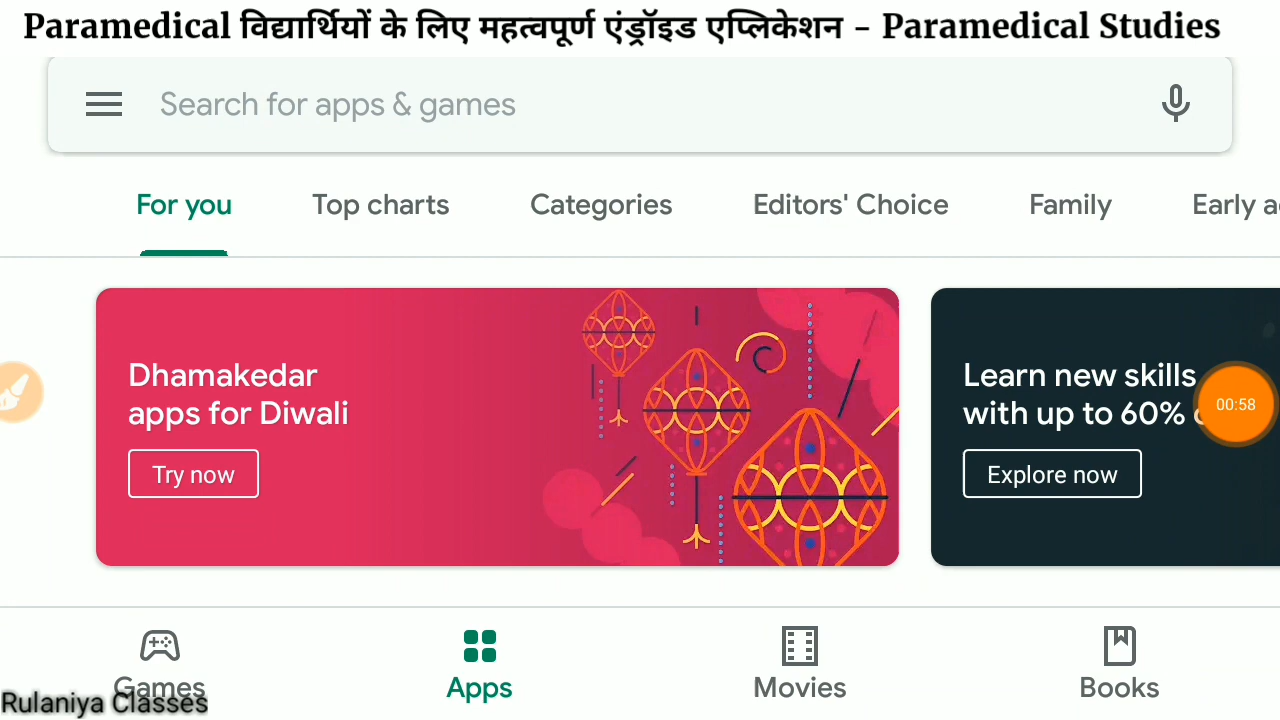 Paramedical विद्यार्थियों के लिए महत्वपूर्ण एंड्रॉइड एप्लिकेशन - Paramedical Studies
Search for apps & games
For you Top charts Categories Editors' Choice Family Early
Dhamakedar
apps for Diwali
Try now
Learn new skills
with up to 60%
Explore now
00:58
Games Apps Movies Books
Rulaniya Classes